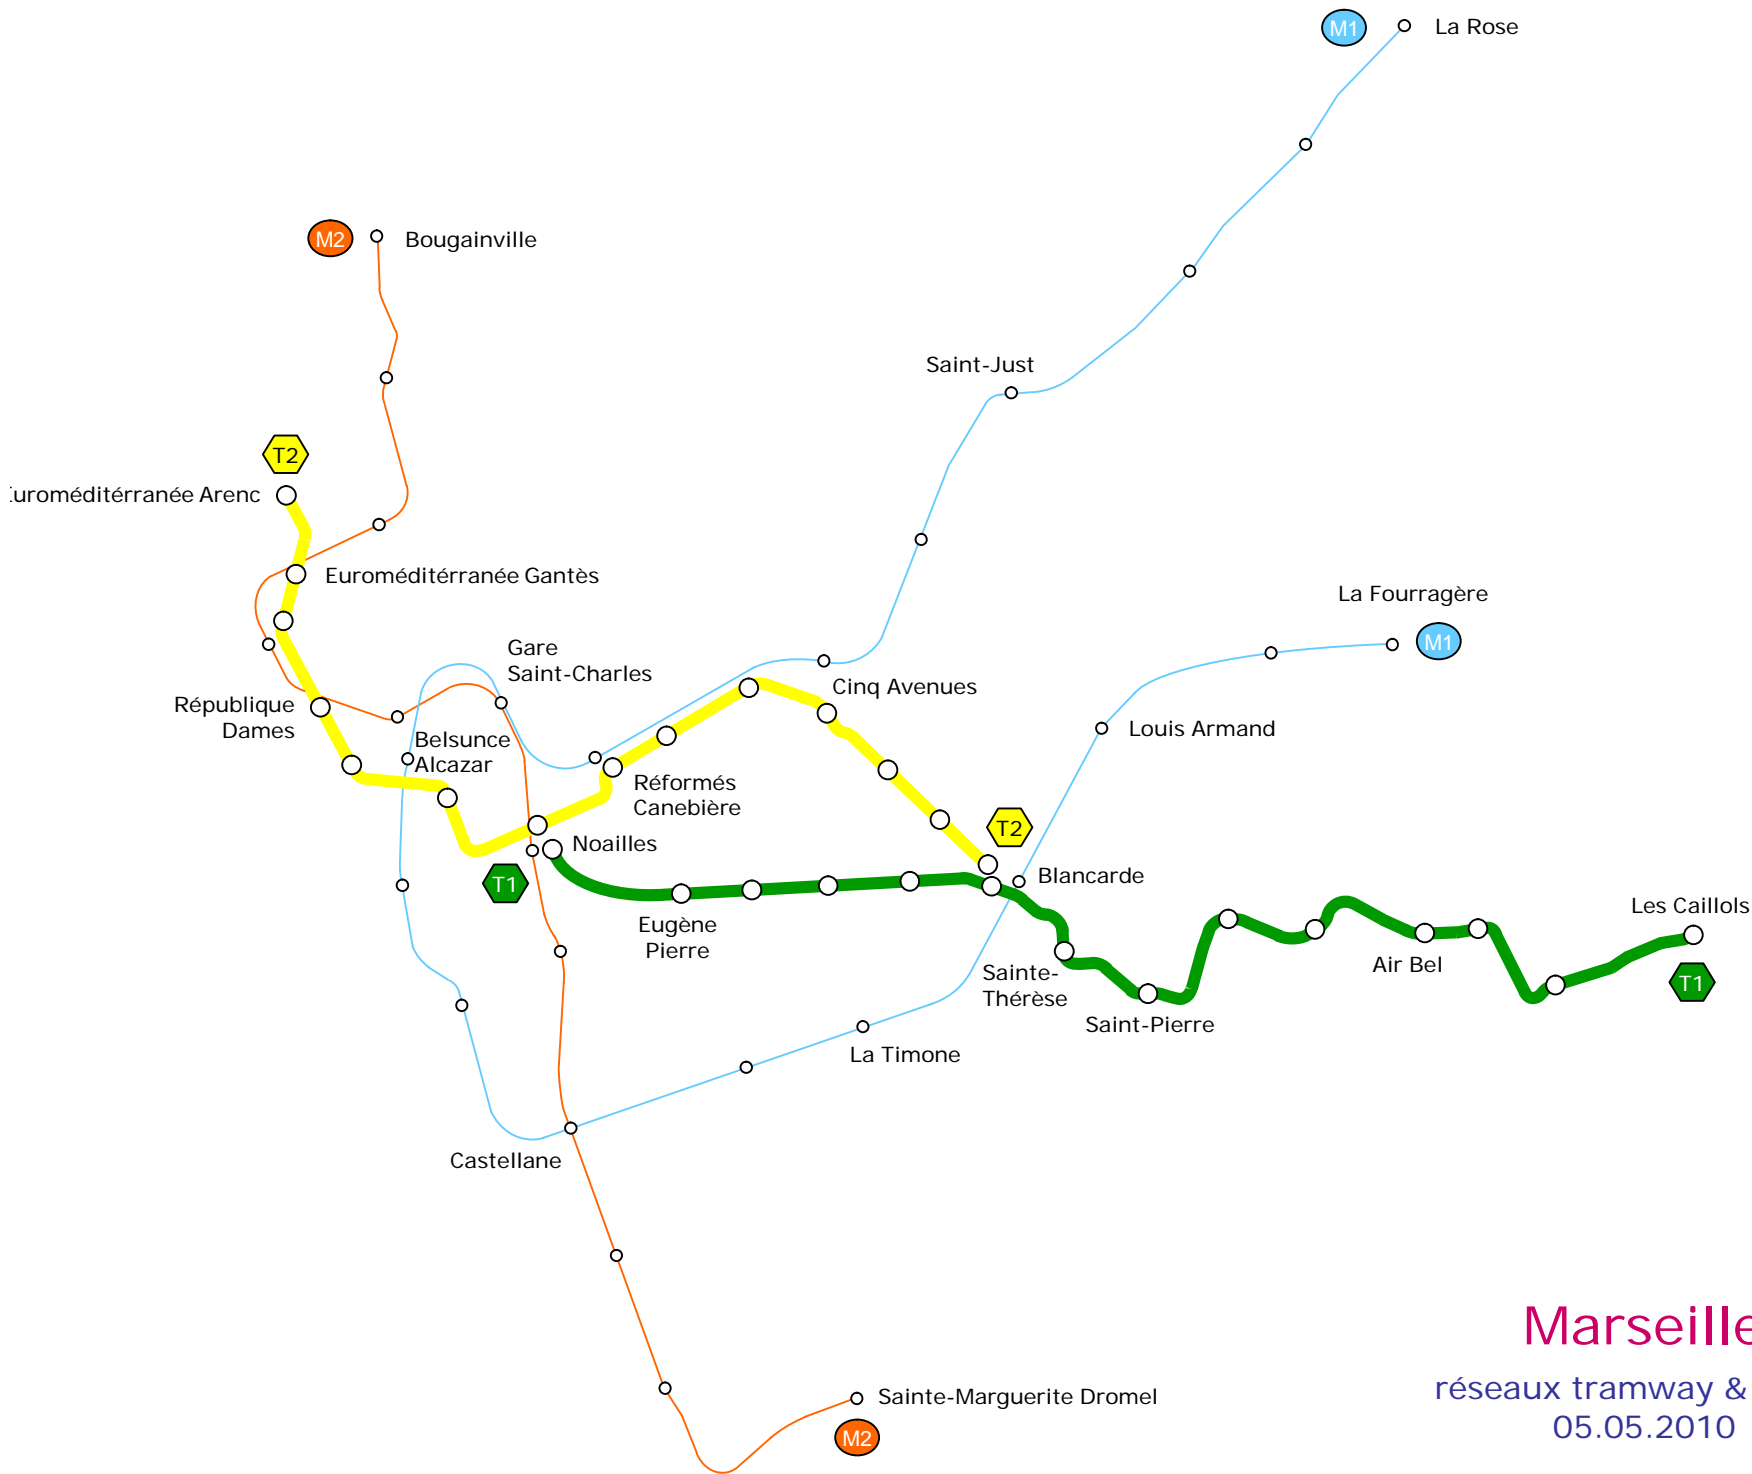 M1
La Rose
M2
Bougainville
Saint-Just
T2
Euroméditérranée Arenc
Euroméditérranée Gantès
La Fourragère
M1
Gare
Saint-Charles
Cinq Avenues
République
Dames
Louis Armand
Belsunce
Alcazar
Réformés
Canebière
T2
Noailles
T1
Blancarde
Eugène
Pierre
Les Caillols
Sainte-
Thérèse
Air Bel
T1
Saint-Pierre
La Timone
Castellane
Marseille
réseaux tramway &
05.05.2010
Sainte-Marguerite Dromel
M2